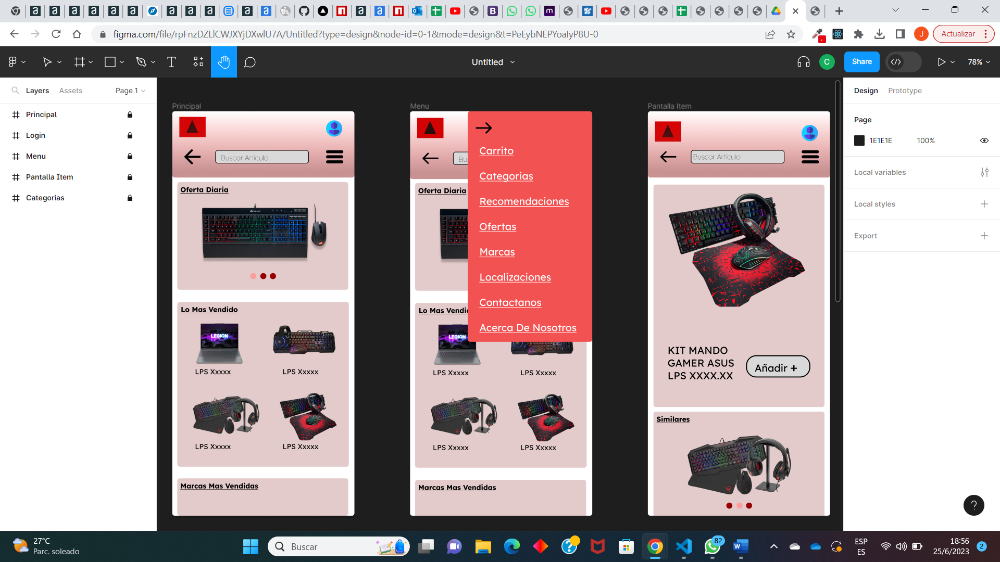 figma.com/file/rpFnzDZLlCWJXYjDXwlU7A/Untitled?type=design&node-id=0-1&mode=design&t=PeEybNEPYoalyP8U-0
J
Actualizar
Untitled
C
Share
78%
Layers
Assets
Page 1
Principal
Login
Menu
Pantalla Item
Categorias
Principal
Buscar Artículo
Oferta Diaria
Lo Mas Vendido
LEGION
LPS Xxxxx
LPS Xxxxx
LPS Xxxxx
LPS Xxxxx
Marcas Mas Vendidas
Menu
Bu
Oferta Diaria
Lo Mas Vendi
LEGION
LPS Xxxxx
LPS Xxxxx
LPS Xxxxx
LPS Xxxxx
Marcas Mas Vendidas
Carrito
Categorias
Recomendaciones
Ofertas
Marcas
Localizaciones
Contactanos
Acerca De Nosotros
Pantalla Item
Buscar Artículo
KIT MANDO
GAMER ASUS
LPS XXXX.XX
Añadir +
Similares
Design
Prototype
Page
1E1E1E
100%
Local variables
Local styles
Export
?
27°C
Parc. soleado
Buscar
82
ESP
ES
18:56
25/6/2023
2